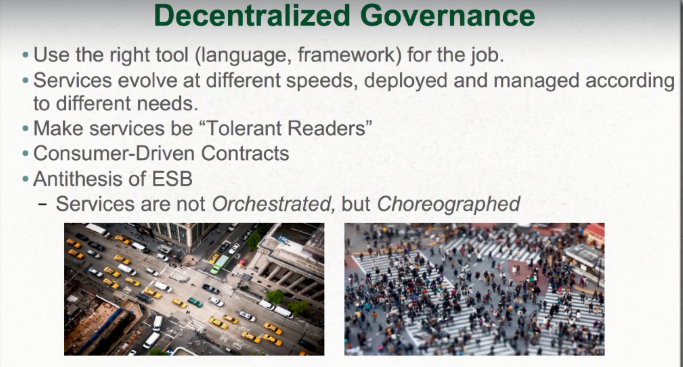 Decentralized Governance
• Use the right tool (language, framework) for the job.
• Services evolve at different speeds, deployed and managed according
to different needs.
• Make services be “Tolerant Readers”
• Consumer-Driven Contracts
• Antithesis of ESB
– Services are not Orchestrated, but Choreographed